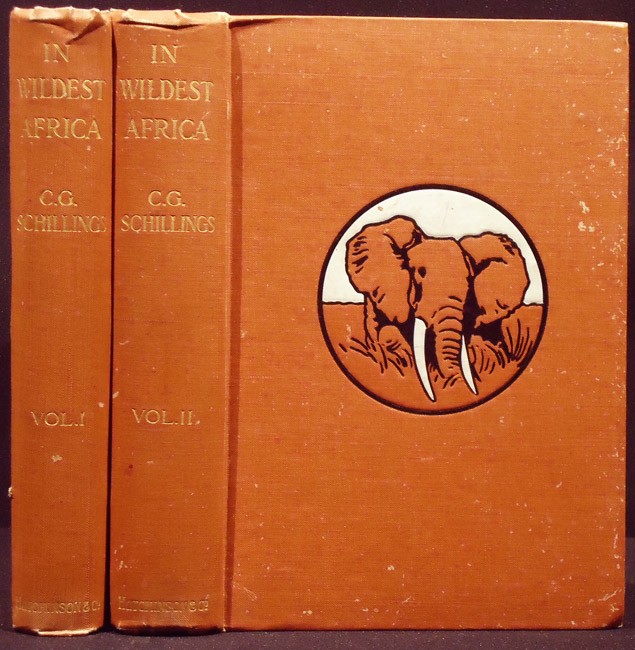 IN
WILDEST
AFRICA
C.G.
SCHILLINGS
VOL.I
HUTCHINSON & Co.
IN
WILDEST
AFRICA
C.G.
SCHILLINGS
VOL.II.
HUTCHINSON & Co.